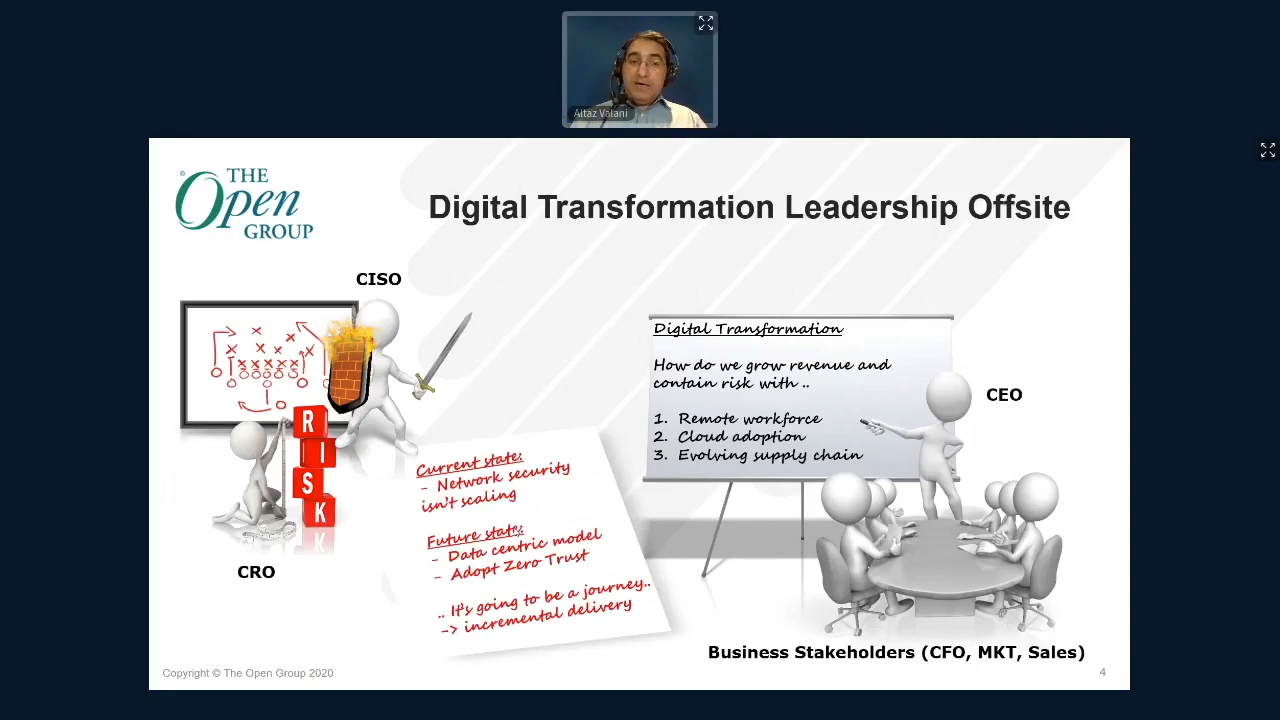 Altaz Valani
THE
Open
GROUP
®
Digital Transformation Leadership Offsite
CISO
R
I
S
K
CRO
Current state:
- Network security
isn't scaling
Future state:
- Data centric model
- Adopt Zero Trust
.. It's going to be a journey..
-> incremental delivery
Digital Transformation
How do we grow revenue and
contain risk with ..
1. Remote workforce
2. Cloud adoption
3. Evolving supply chain
CEO
Business Stakeholders (CFO, MKT, Sales)
Copyright © The Open Group 2020
4